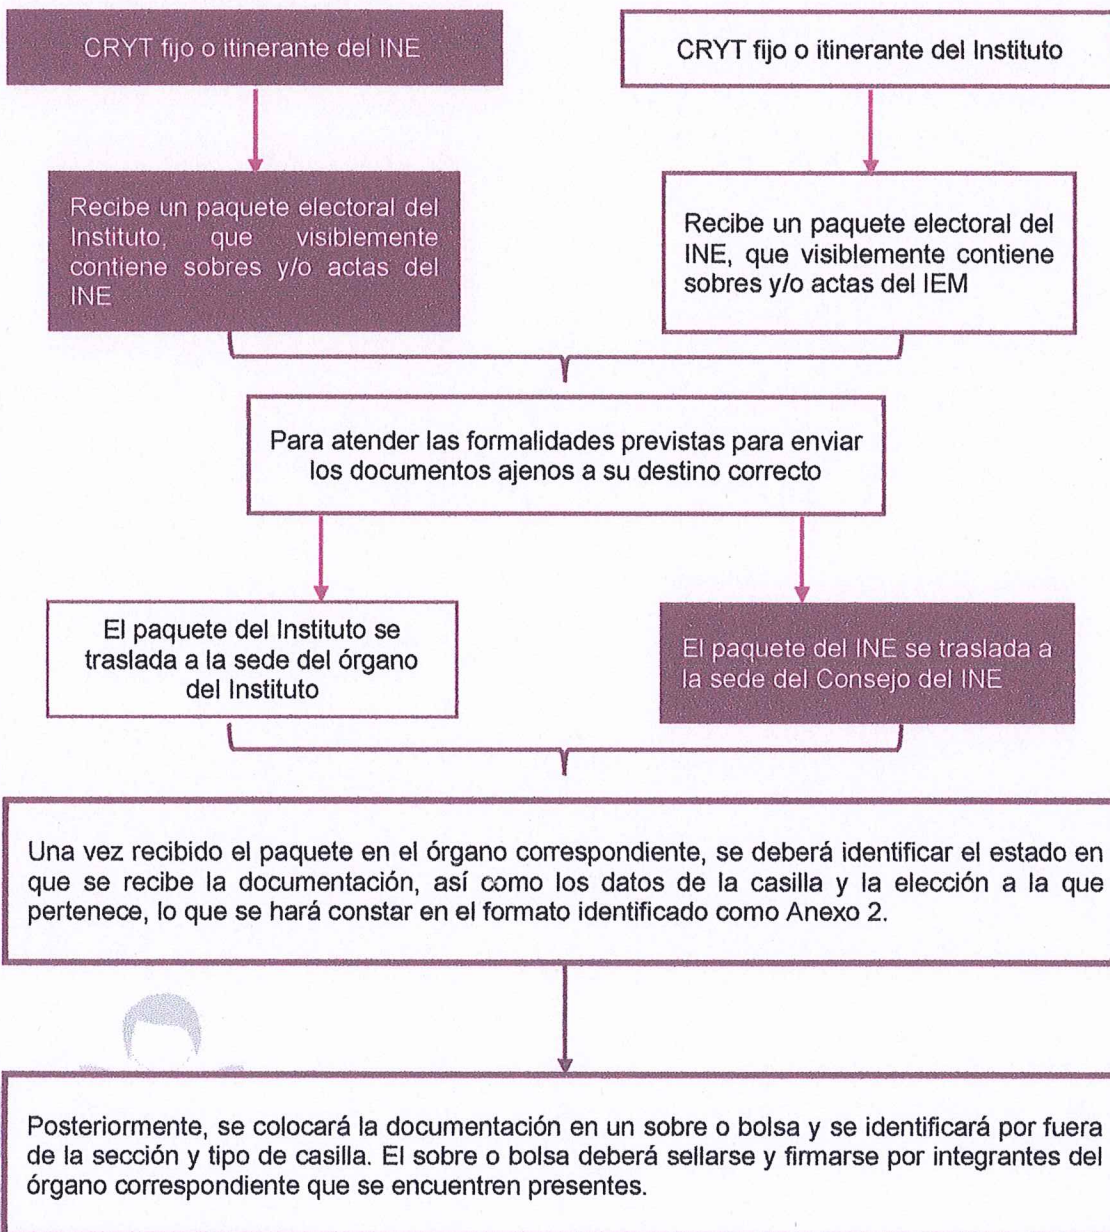 CRYT fijo o itinerante del INE
CRYT fijo o itinerante del Instituto
Recibe un paquete electoral del
Instituto, que visiblemente
contiene sobres y/o actas del
INE
Recibe un paquete electoral del
INE, que visiblemente contiene
sobres y/o actas del IEM
Para atender las formalidades previstas para enviar
los documentos ajenos a su destino correcto
El paquete del Instituto se
traslada a la sede del órgano
del Instituto
El paquete del INE se traslada a
la sede del Consejo del INE
Una vez recibido el paquete en el órgano correspondiente, se deberá identificar el estado en
que se recibe la documentación, así como los datos de la casilla y la elección a la que
pertenece, lo que se hará constar en el formato identificado como Anexo 2.
Posteriormente, se colocará la documentación en un sobre o bolsa y se identificará por fuera
de la sección y tipo de casilla. El sobre o bolsa deberá sellarse y firmarse por integrantes del
órgano correspondiente que se encuentren presentes.